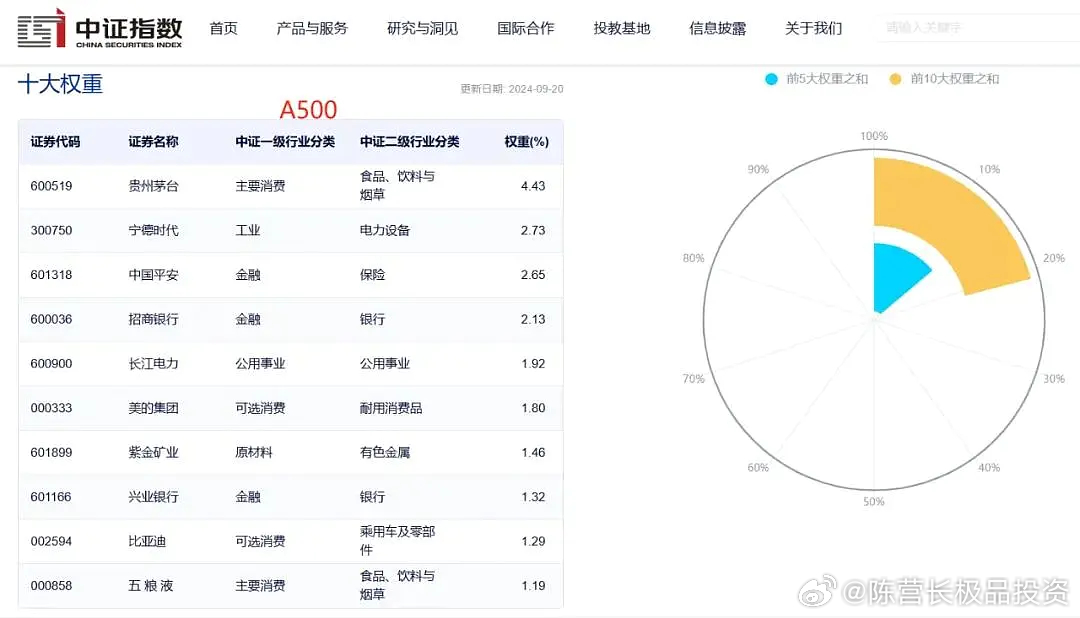 中证指数
CHINA SECURITIES INDEX
首页 产品与服务 研究与洞见 国际合作 投教基地 信息披露 关于我们 请输入关键字
十大权重
更新日期: 2024-09-20
A500
证券代码 证券名称 中证一级行业分类 中证二级行业分类 权重(%)
600519 贵州茅台 主要消费 食品、饮料与
烟草 4.43
300750 宁德时代 工业 电力设备 2.73
601318 中国平安 金融 保险 2.65
600036 招商银行 金融 银行 2.13
600900 长江电力 公用事业 公用事业 1.92
000333 美的集团 可选消费 耐用消费品 1.80
601899 紫金矿业 原材料 有色金属 1.46
601166 兴业银行 金融 银行 1.32
002594 比亚迪 可选消费 乘用车及零部
件 1.29
000858 五 粮 液 主要消费 食品、饮料与
烟草 1.19
前5大权重之和 前10大权重之和
100%
90% 10%
80% 20%
70% 30%
60% 40%
50%
@陈营长极品投资